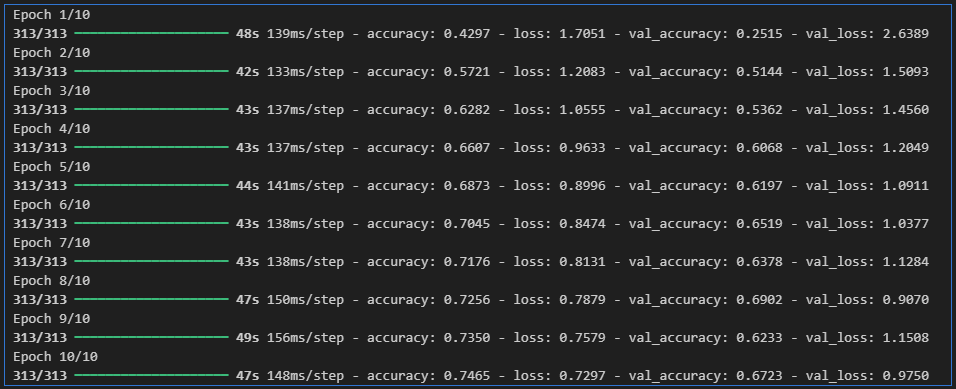 Epoch 1/10
313/313 ━━━━━━━━━━━━━━━━━━━━ 48s 139ms/step - accuracy: 0.4297 - loss: 1.7051 - val_accuracy: 0.2515 - val_loss: 2.6389
Epoch 2/10
313/313 ━━━━━━━━━━━━━━━━━━━━ 42s 133ms/step - accuracy: 0.5721 - loss: 1.2083 - val_accuracy: 0.5144 - val_loss: 1.5093
Epoch 3/10
313/313 ━━━━━━━━━━━━━━━━━━━━ 43s 137ms/step - accuracy: 0.6282 - loss: 1.0555 - val_accuracy: 0.5362 - val_loss: 1.4560
Epoch 4/10
313/313 ━━━━━━━━━━━━━━━━━━━━ 43s 137ms/step - accuracy: 0.6607 - loss: 0.9633 - val_accuracy: 0.6068 - val_loss: 1.2049
Epoch 5/10
313/313 ━━━━━━━━━━━━━━━━━━━━ 44s 141ms/step - accuracy: 0.6873 - loss: 0.8996 - val_accuracy: 0.6197 - val_loss: 1.0911
Epoch 6/10
313/313 ━━━━━━━━━━━━━━━━━━━━ 43s 138ms/step - accuracy: 0.7045 - loss: 0.8474 - val_accuracy: 0.6519 - val_loss: 1.0377
Epoch 7/10
313/313 ━━━━━━━━━━━━━━━━━━━━ 43s 138ms/step - accuracy: 0.7176 - loss: 0.8131 - val_accuracy: 0.6378 - val_loss: 1.1284
Epoch 8/10
313/313 ━━━━━━━━━━━━━━━━━━━━ 47s 150ms/step - accuracy: 0.7256 - loss: 0.7879 - val_accuracy: 0.6902 - val_loss: 0.9070
Epoch 9/10
313/313 ━━━━━━━━━━━━━━━━━━━━ 49s 156ms/step - accuracy: 0.7350 - loss: 0.7579 - val_accuracy: 0.6233 - val_loss: 1.1508
Epoch 10/10
313/313 ━━━━━━━━━━━━━━━━━━━━ 47s 148ms/step - accuracy: 0.7465 - loss: 0.7297 - val_accuracy: 0.6723 - val_loss: 0.9750